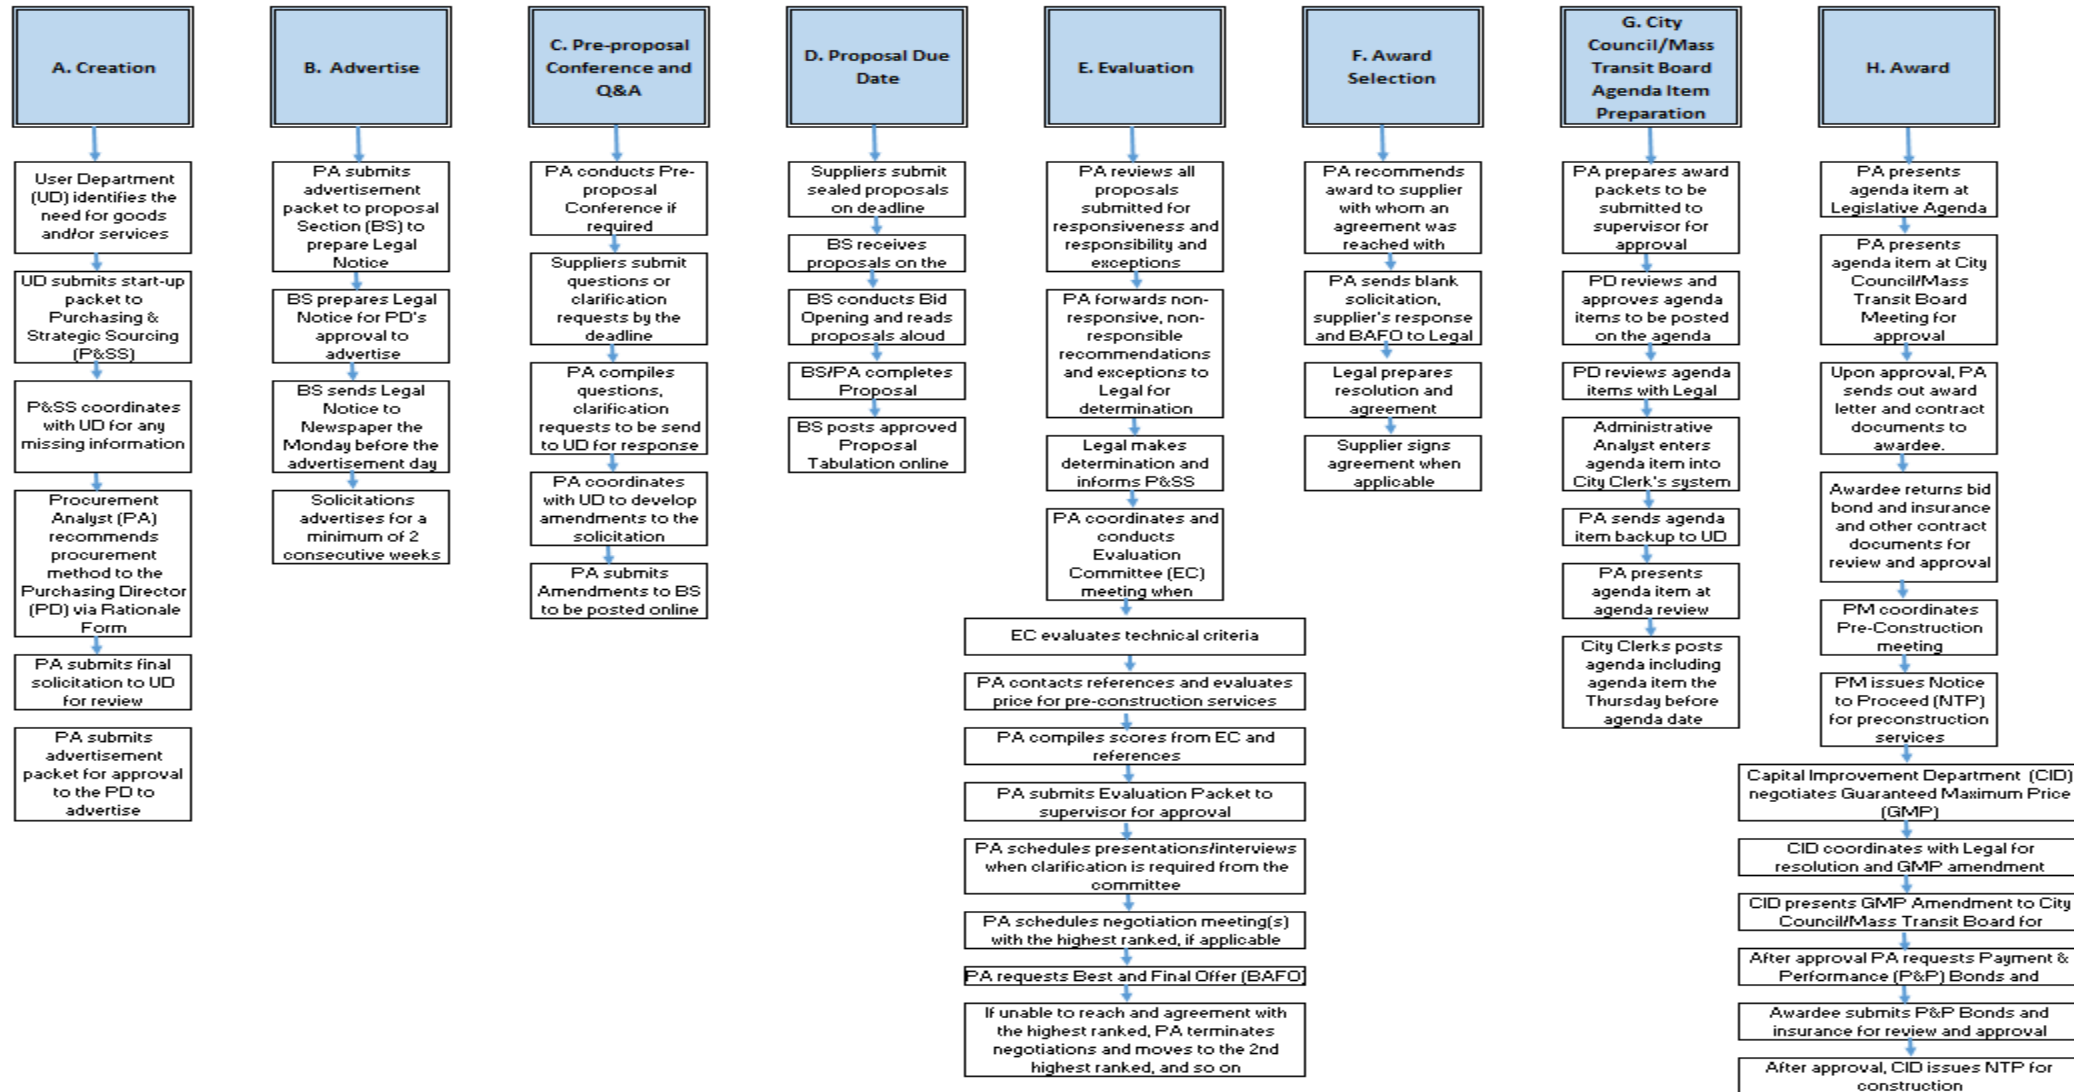 A. Creation
User Department
(UD) identifies the
need for goods
and/or services
UD submits start-up
packet to
Purchasing &
Strategic Sourcing
(P&SS)
P&SS coordinates
with UD for any
missing information
Procurement
Analyst (PA)
recommends
procurement
method to the
Purchasing Director
(PD) via Rationale
Form
PA submits final
solicitation to UD
for review
PA submits
advertisement
packet for approval
to the PD to
advertise
B. Advertise
PA submits
advertisement
packet to proposal
Section (BS) to
prepare Legal
Notice
BS prepares Legal
Notice for PD's
approval to
advertise
BS sends Legal
Notice to
Newspaper the
Monday before the
advertisement day
Solicitations
advertises for a
minimum of 2
consecutive weeks
C. Pre-proposal
Conference and
Q&A
PA conducts Pre-
proposal
Conference if
required
Suppliers submit
questions or
clarification
requests by the
deadline
PA compiles
questions,
clarification
requests to be send
to UD for response
PA coordinates
with UD to develop
amendments to the
solicitation
PA submits
Amendments to BS
to be posted online
D. Proposal Due
Date
Suppliers submit
sealed proposals
on deadline
BS receives
proposals on the
BS conducts Bid
Opening and reads
proposals aloud
BS/PA completes
Proposal
BS posts approved
Proposal
Tabulation online
E. Evaluation
PA reviews all
proposals
submitted for
responsiveness and
responsibility and
exceptions
PA forwards non-
responsive, non-
responsible
recommendations
and exceptions to
Legal for
determination
Legal makes
determination and
informs P&SS
PA coordinates and
conducts
Evaluation
Committee (EC)
meeting when
EC evaluates technical criteria
PA contacts references and evaluates
price for pre-construction services
PA compiles scores from EC and
references
PA submits Evaluation Packet to
supervisor for approval
PA schedules presentations/interviews
when clarification is required from the
committee
PA schedules negotiation meeting(s)
with the highest ranked, if applicable
PA requests Best and Final Offer (BAFO)
If unable to reach and agreement with
the highest ranked, PA terminates
negotiations and moves to the 2nd
highest ranked, and so on
F. Award
Selection
PA recommends
award to supplier
with whom an
agreement was
reached with
PA sends blank
solicitation,
supplier's response
and BAFO to Legal
Legal prepares
resolution and
agreement
Supplier signs
agreement when
applicable
G. City
Council/Mass
Transit Board
Agenda Item
Preparation
PA prepares award
packets to be
submitted to
supervisor for
approval
PD reviews and
approves agenda
items to be posted
on the agenda
PD reviews agenda
items with Legal
Administrative
Analyst enters
agenda item into
City Clerk's system
PA sends agenda
item backup to UD
PA presents
agenda item at
agenda review
City Clerks posts
agenda including
agenda item the
Thursday before
agenda date
H. Award
PA presents
agenda item at
Legislative Agenda
PA presents
agenda item at City
Council/Mass
Transit Board
Meeting for
approval
Upon approval, PA
sends out award
letter and contract
documents to
awardee.
Awardee returns bid
bond and insurance
and other contract
documents for
review and approval
PM coordinates
Pre-Construction
meeting
PM issues Notice
to Proceed (NTP)
for preconstruction
services
Capital Improvement Department (CID)
negotiates Guaranteed Maximum Price
(GMP)
CID coordinates with Legal for
resolution and GMP amendment
CID presents GMP Amendment to City
Council/Mass Transit Board for
After approval PA requests Payment &
Performance (P&P) Bonds and
Awardee submits P&P Bonds and
insurance for review and approval
After approval, CID issues NTP for
construction